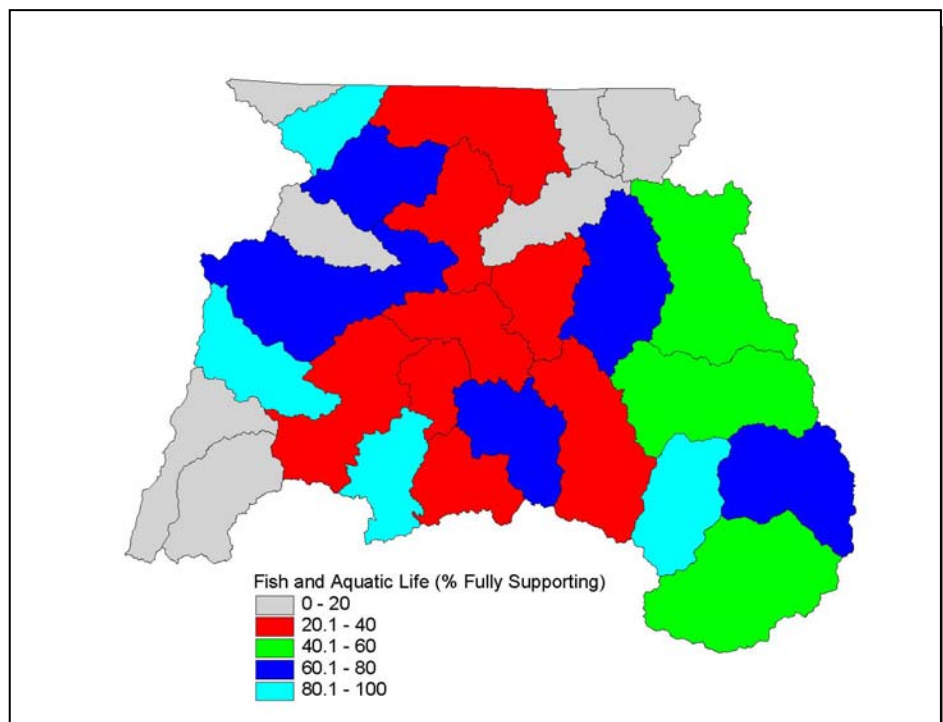 Fish and Aquatic Life (% Fully Supporting)
0 - 20
20.1 - 40
40.1 - 60
60.1 - 80
80.1 - 100